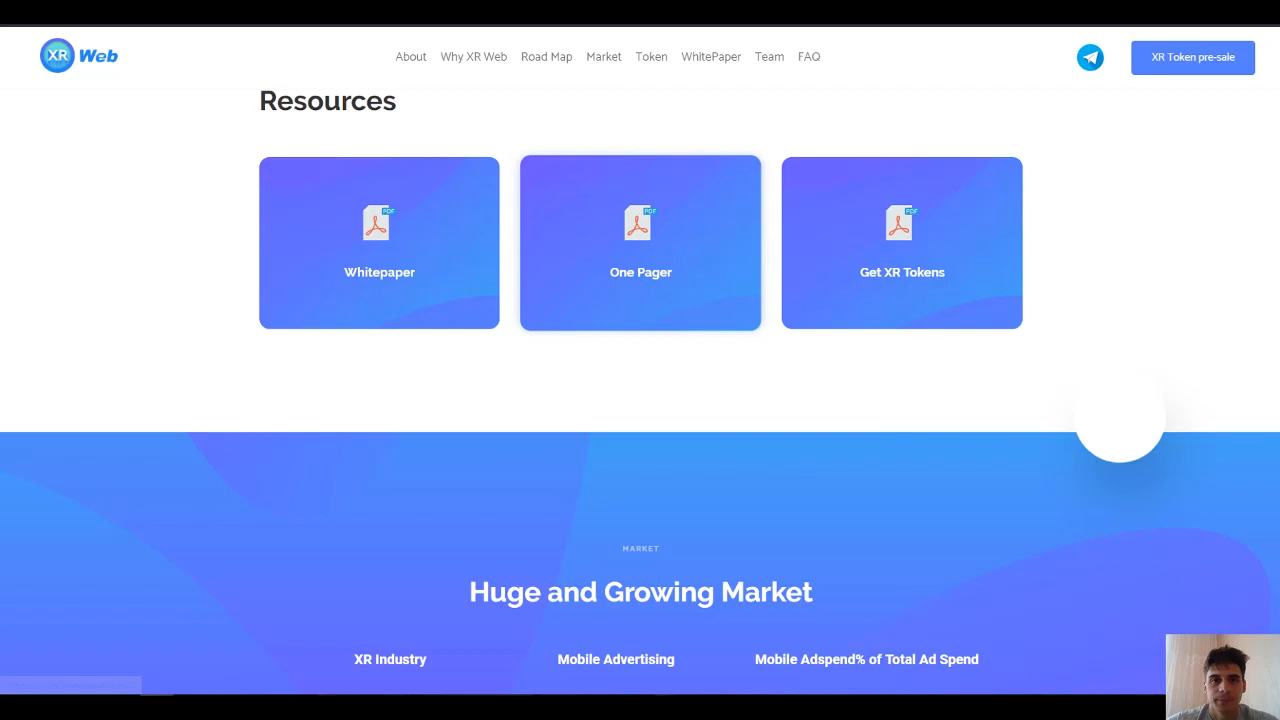 XR Web
About Why XR Web Road Map Market Token WhitePaper Team FAQ
XR Token pre-sale
Resources
PDF PDF PDF
Whitepaper One Pager Get XR Tokens
MARKET
Huge and Growing Market
XR Industry Mobile Advertising Mobile Adspend% of Total Ad Spend